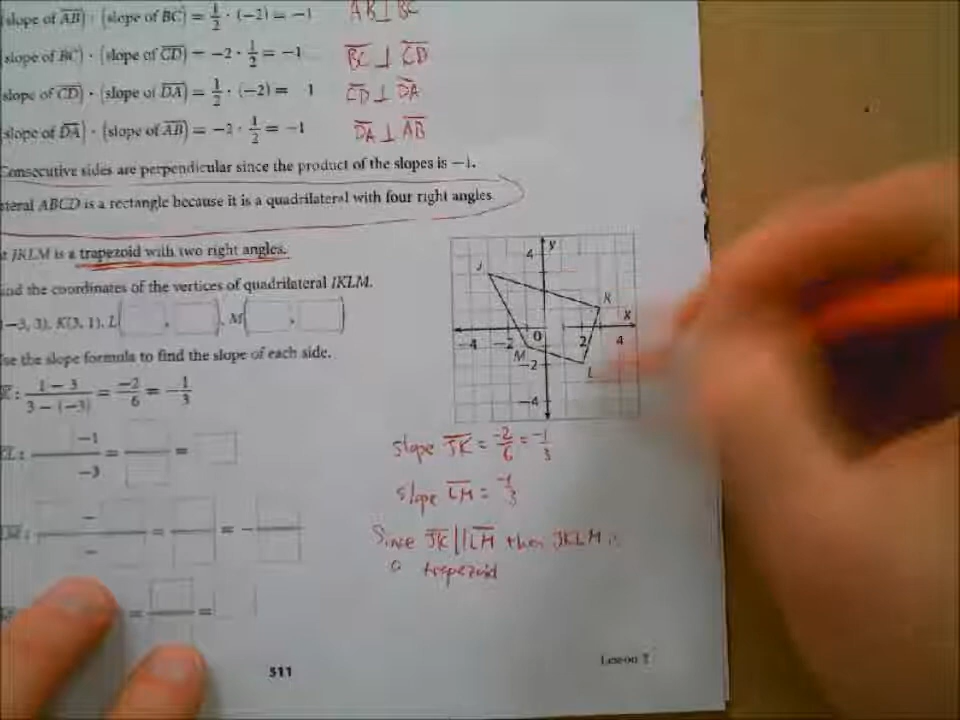 (slope of AB) · (slope of BC) = 1/2 · (-2) = -1 AB ⊥ BC
slope of BC) · (slope of CD) = -2 · 1/2 = -1 BC ⊥ CD
slope of CD) · (slope of DA) = 1/2 · (-2) = 1 CD ⊥ DA
slope of DA) · (slope of AB) = -2 · 1/2 = -1 DA ⊥ AB
Consecutive sides are perpendicular since the product of the slopes is -1.
ateral ABCD is a rectangle because it is a quadrilateral with four right angles
t JKLM is a trapezoid with two right angles.
ind the coordinates of the vertices of quadrilateral JKLM.
-3, 3), K(3, 1), L( , ), M( , )
se the slope formula to find the slope of each side.
K: 1 - 3 / 3 - (-3) = -2/6 = -1/3
L: -1 / -3 = =
- / - = = -
= =
J 4 y
K
x
-4 -2 0 2 4
M
-2 L
-4
slope JK = -2/6 = -1/3
slope LM = -1/3
Since JK || LM then JKLM is
a trapezoid
511
Lesson 7